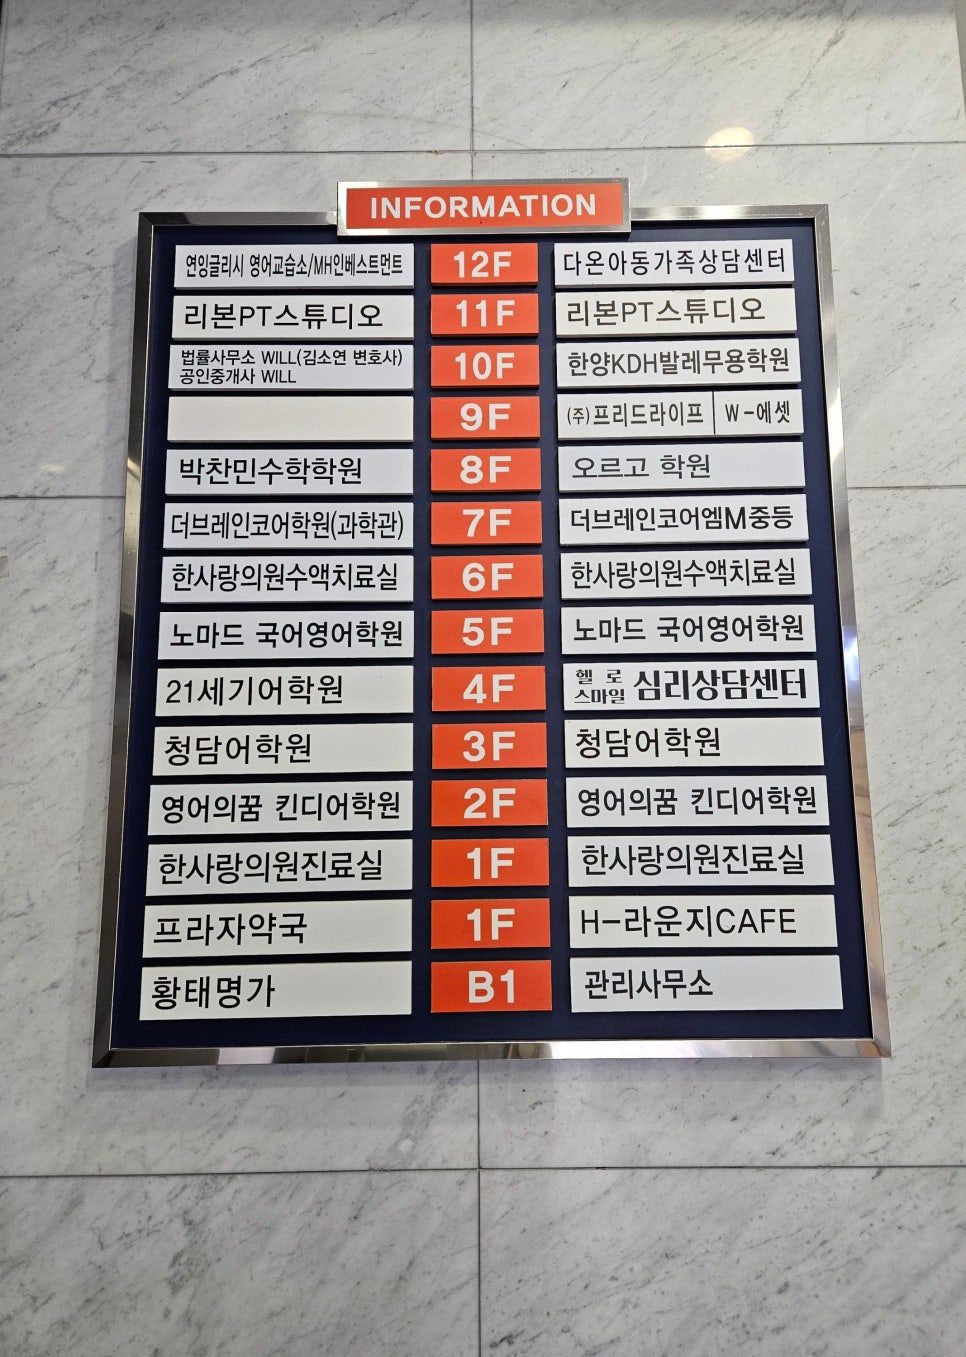 INFORMATION
연잉글리시 영어교습소/MH인베스트먼트 12F 다온아동가족상담센터
리본PT스튜디오 11F 리본PT스튜디오
법률사무소 WILL(김소연 변호사)
공인중개사 WILL
10F 한양KDH발레무용학원
9F (주)프리드라이프 W-에셋
박찬민수학학원 8F 오르고 학원
더브레인코어학원(과학관) 7F 더브레인코어엠M중등
한사랑의원수액치료실 6F 한사랑의원수액치료실
노마드 국어영어학원 5F 노마드 국어영어학원
21세기어학원 4F 헬로스마일 심리상담센터
청담어학원 3F 청담어학원
영어의꿈 킨디어학원 2F 영어의꿈 킨디어학원
한사랑의원진료실 1F 한사랑의원진료실
프라자약국 1F H-라운지CAFE
황태명가 B1 관리사무소